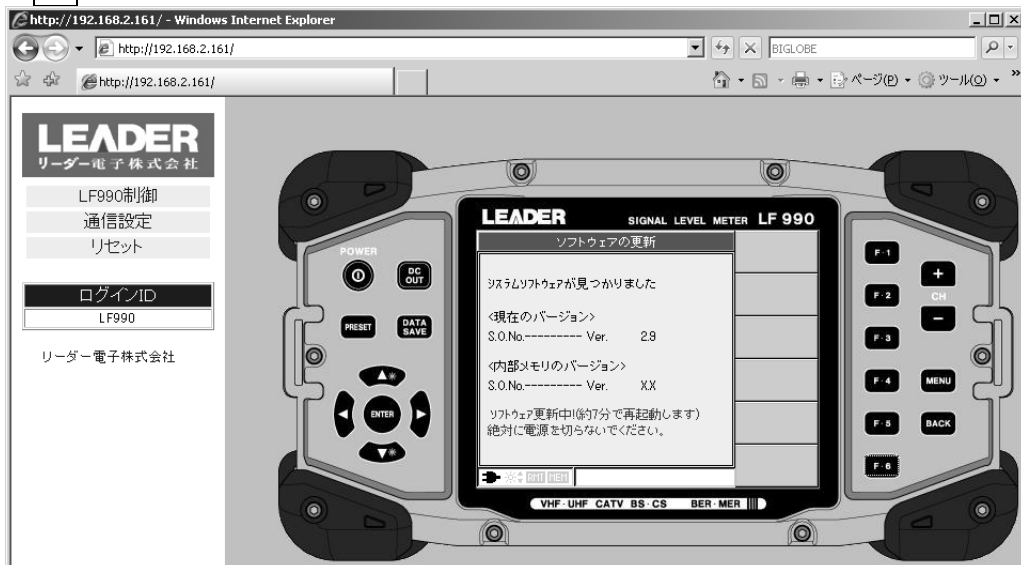 http://192.168.2.161/ - Windows Internet Explorer
http://192.168.2.161/
BIGLOBE
http://192.168.2.161/
ページ(P)
ツール(O)
LEADER
リーダー電子株式会社
LF990制御
通信設定
リセット
ログインID
LF990
リーダー電子株式会社
LEADER SIGNAL LEVEL METER LF 990
ソフトウェアの更新
システムソフトウェアが見つかりました
<現在のバージョン>
S.O.No.--------- Ver. 2.9
<内部メモリのバージョン>
S.O.No.--------- Ver. X.X
ソフトウェア更新中!(約7分で再起動します)
絶対に電源を切らないでください。
RMT MEM
VHF·UHF CATV BS·CS BER·MER
POWER
DC OUT
PRESET
DATA SAVE
ENTER
F·1
F·2
F·3
F·4
F·5
F·6
+
CH
-
MENU
BACK